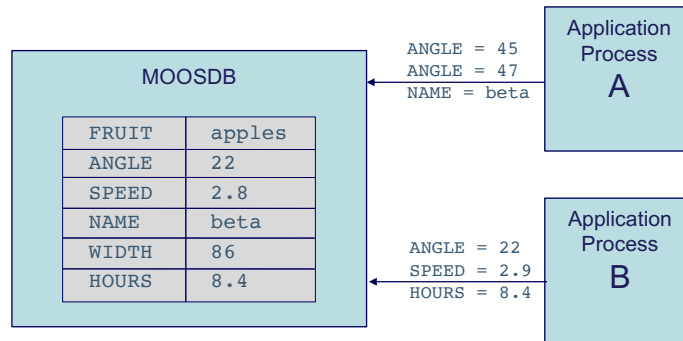 MOOSDB
FRUIT apples
ANGLE 22
SPEED 2.8
NAME beta
WIDTH 86
HOURS 8.4
ANGLE = 45
ANGLE = 47
NAME = beta
Application
Process
A
ANGLE = 22
SPEED = 2.9
HOURS = 8.4
Application
Process
B